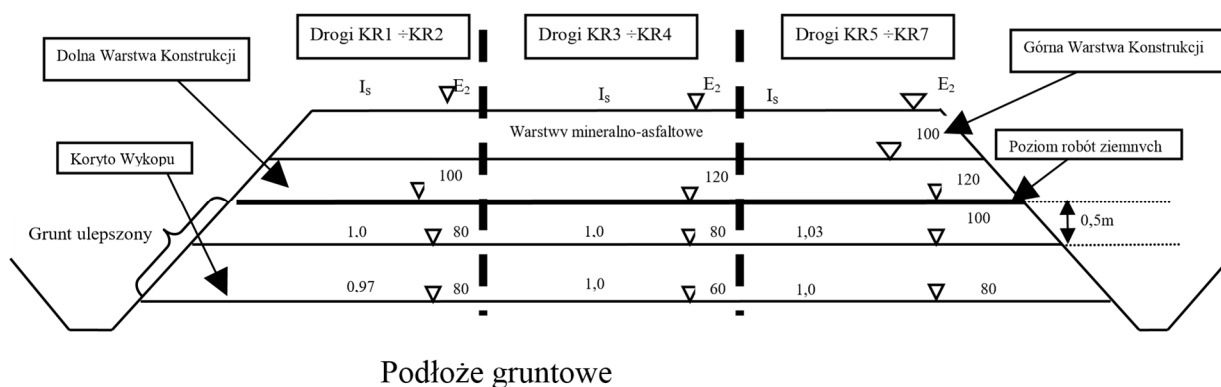 Drogi KR1 ÷KR2
Drogi KR3 ÷KR4
Drogi KR5 ÷KR7
Dolna Warstwa Konstrukcji
Górna Warstwa Konstrukcji
Is E2
Is E2
Is E2
Warstwy mineralno-asfaltowe
100
Koryto Wykopu
Poziom robót ziemnych
100
120
120
Grunt ulepszony
1,0 80
1,0 80
1,03 100
0,5m
0,97 80
1,0 60
1,0 80
Podłoże gruntowe